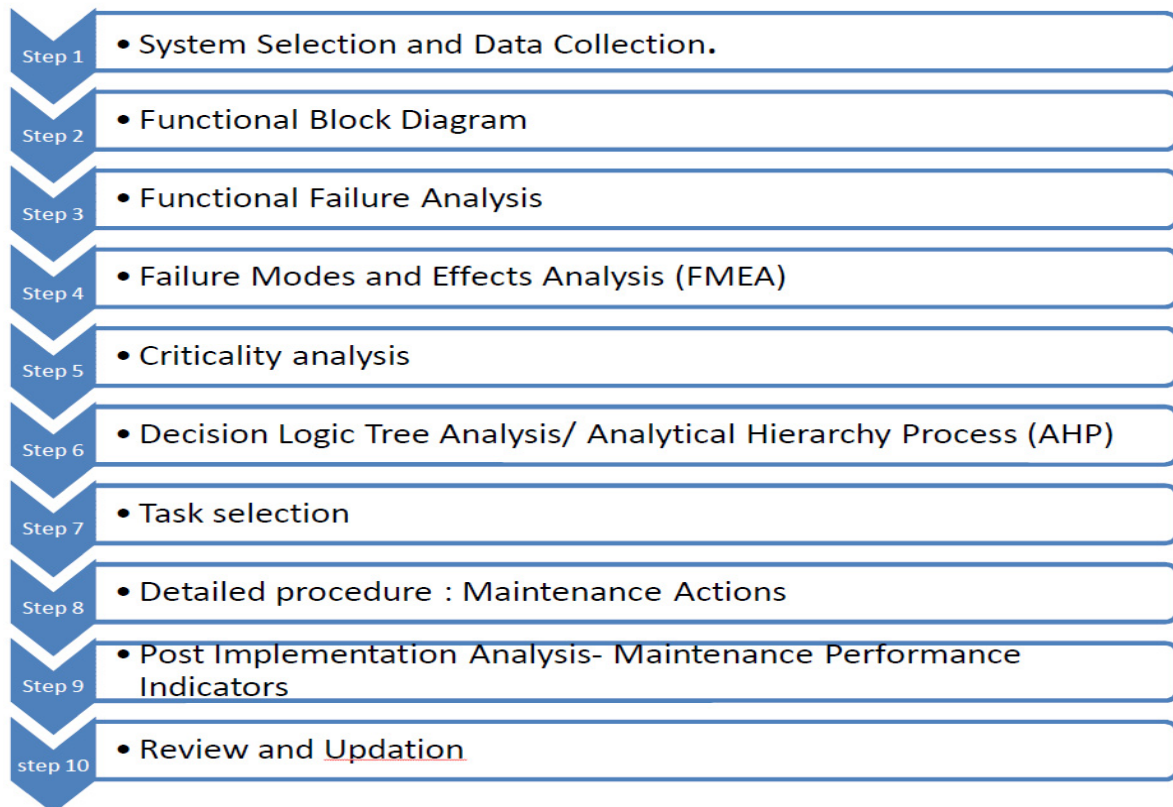 Step 1
• System Selection and Data Collection.
Step 2
• Functional Block Diagram
Step 3
• Functional Failure Analysis
Step 4
• Failure Modes and Effects Analysis (FMEA)
Step 5
• Criticality analysis
Step 6
• Decision Logic Tree Analysis/ Analytical Hierarchy Process (AHP)
Step 7
• Task selection
Step 8
• Detailed procedure : Maintenance Actions
Step 9
• Post Implementation Analysis- Maintenance Performance
Indicators
step 10
• Review and Updation